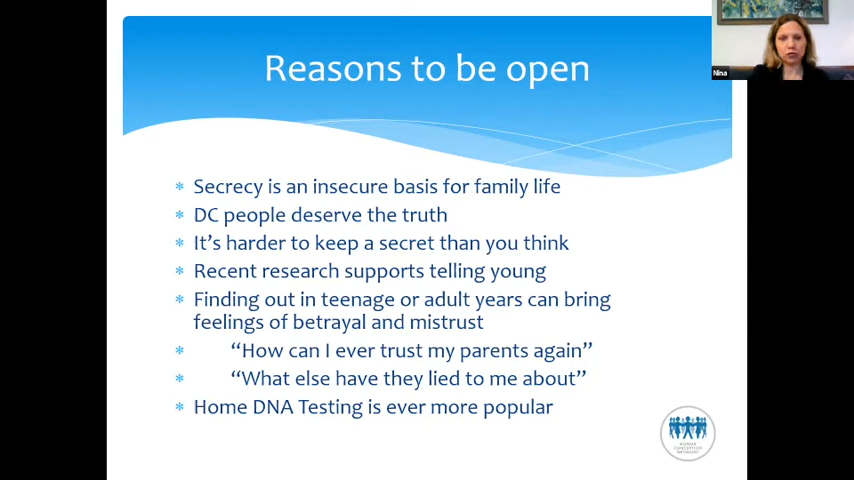 Reasons to be open
Nina
* Secrecy is an insecure basis for family life
* DC people deserve the truth
* It's harder to keep a secret than you think
* Recent research supports telling young
* Finding out in teenage or adult years can bring
feelings of betrayal and mistrust
* “How can I ever trust my parents again”
* “What else have they lied to me about”
* Home DNA Testing is ever more popular
DONOR
CONCEPTION
NETWORK